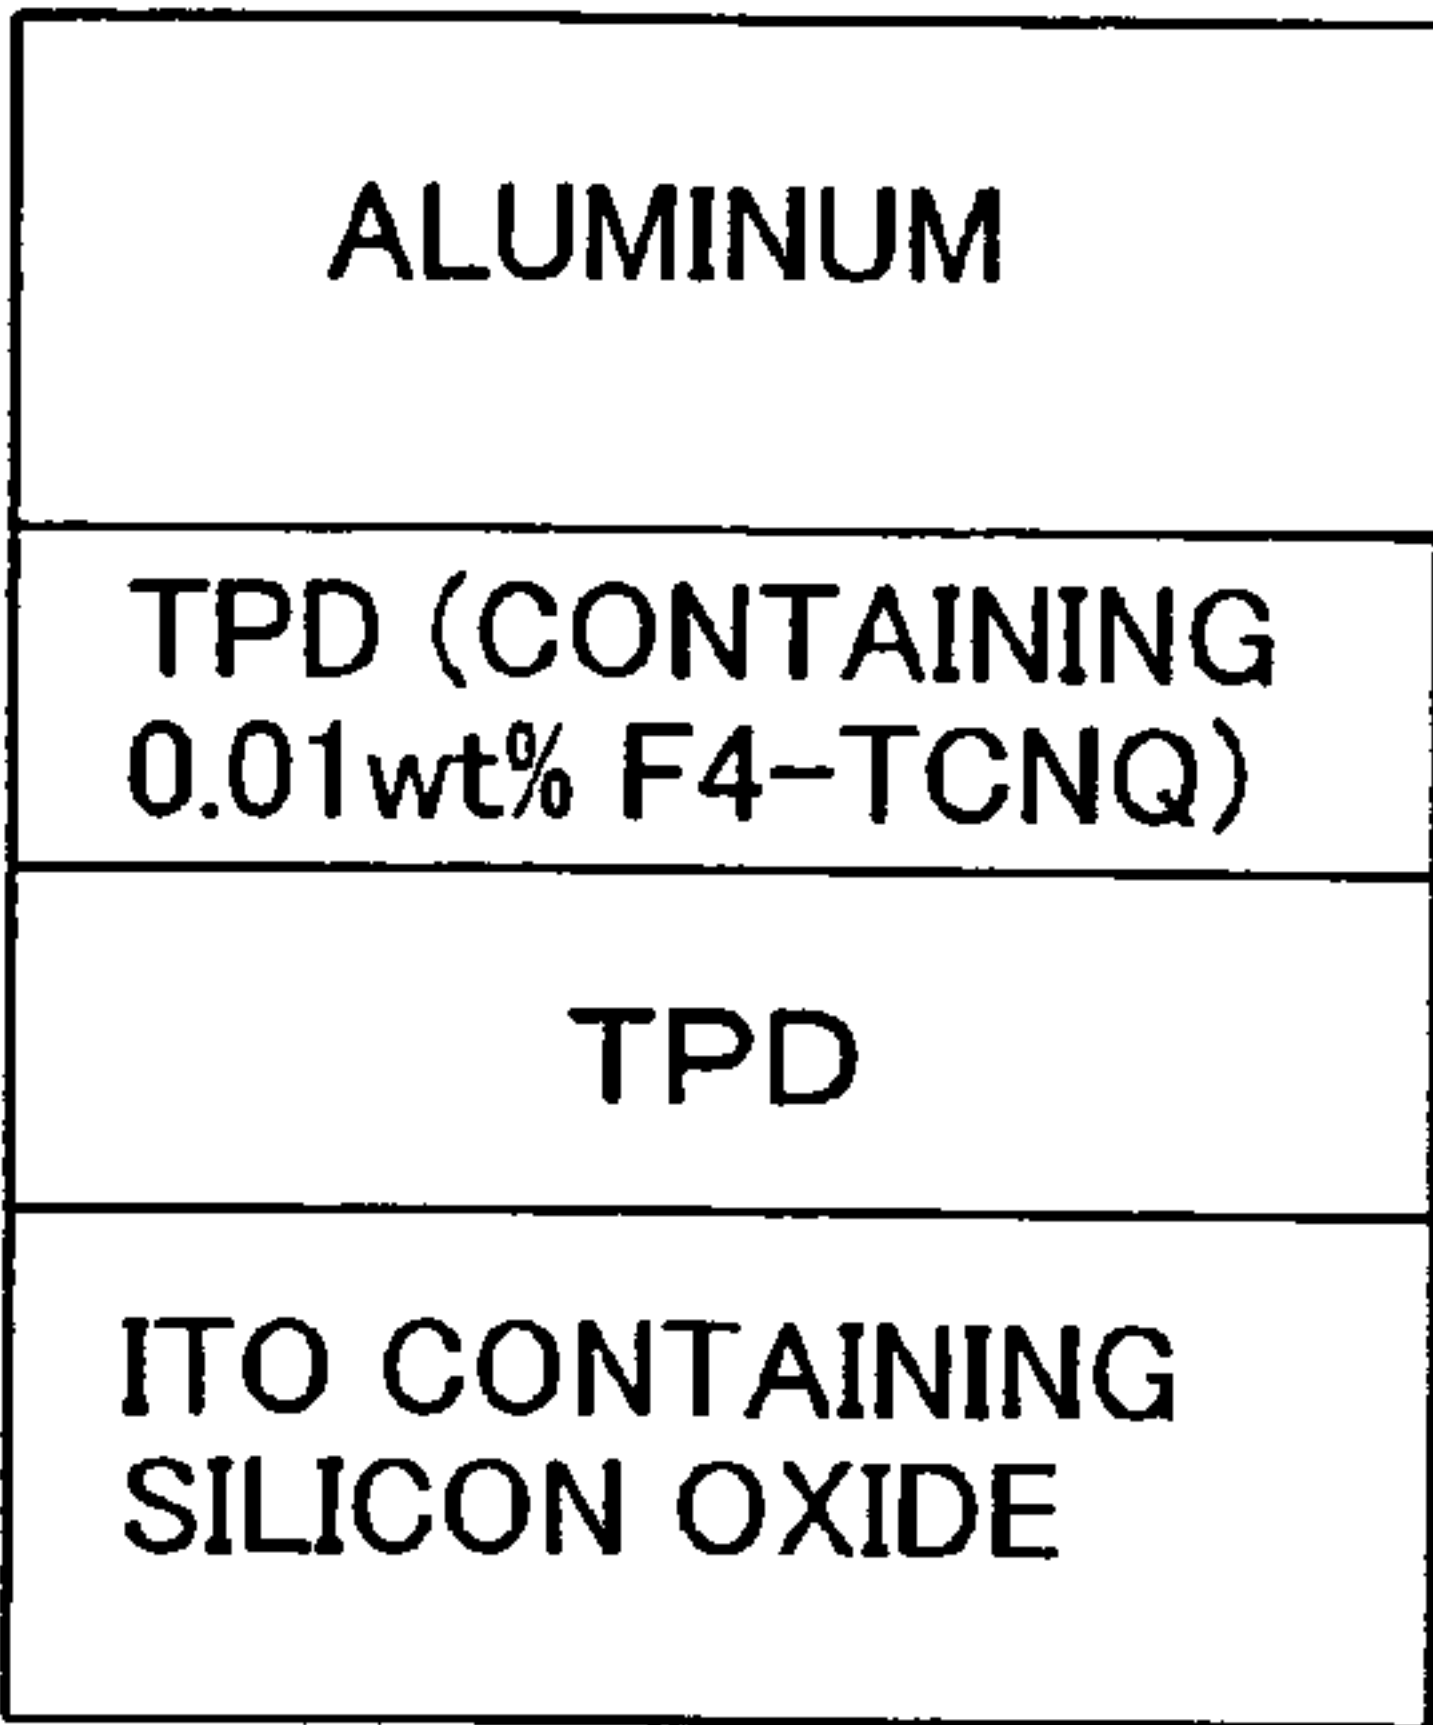 ALUMINUM
TPD (CONTAINING
0.01wt% F4-TCNQ)
TPD
ITO CONTAINING
SILICON OXIDE